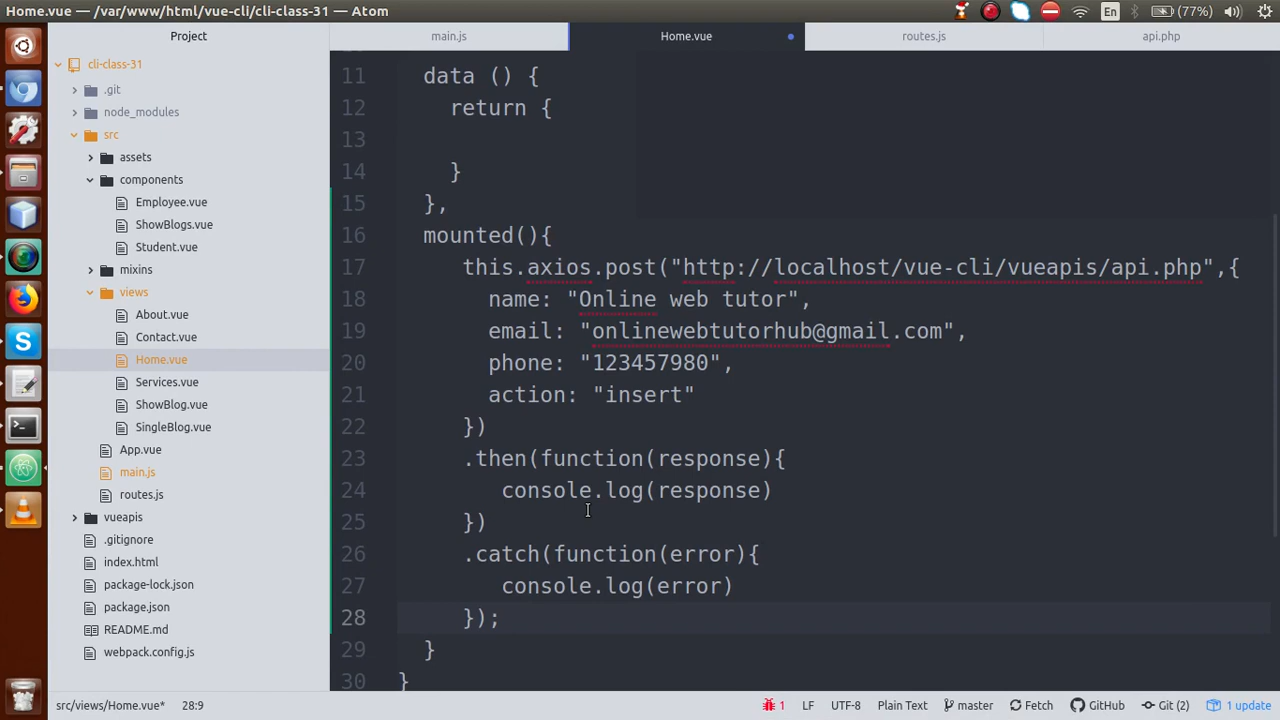 Home.vue — /var/www/html/vue-cli/cli-class-31 — Atom
En
(77%)
Project
main.js
Home.vue
routes.js
api.php
cli-class-31
.git
node_modules
src
assets
components
Employee.vue
ShowBlogs.vue
Student.vue
mixins
views
About.vue
Contact.vue
Home.vue
Services.vue
ShowBlog.vue
SingleBlog.vue
App.vue
main.js
routes.js
vueapis
.gitignore
index.html
package-lock.json
package.json
README.md
webpack.config.js
11 data () {
12 return {
13
14 }
15 },
16 mounted(){
17 this.axios.post("http://localhost/vue-cli/vueapis/api.php",{
18 name: "Online web tutor",
19 email: "onlinewebtutorhub@gmail.com",
20 phone: "123457980",
21 action: "insert"
22 })
23 .then(function(response){
24 console.log(response)
25 })
26 .catch(function(error){
27 console.log(error)
28 });
29 }
30 }
src/views/Home.vue* 28:9
1 LF UTF-8 Plain Text master Fetch GitHub Git (2) 1 update